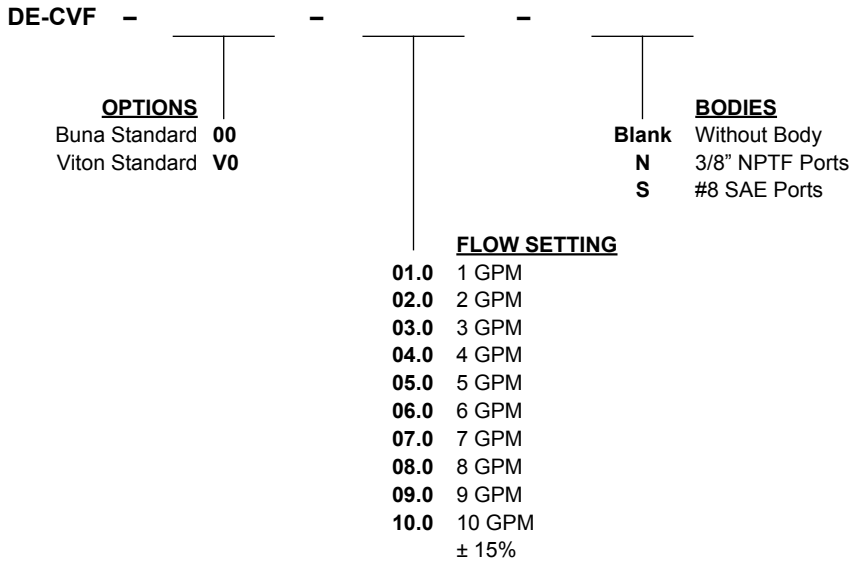 DE-CVF – – –
OPTIONS
Buna Standard 00
Viton Standard V0
BODIES
Blank Without Body
N 3/8” NPTF Ports
S #8 SAE Ports
FLOW SETTING
01.0 1 GPM
02.0 2 GPM
03.0 3 GPM
04.0 4 GPM
05.0 5 GPM
06.0 6 GPM
07.0 7 GPM
08.0 8 GPM
09.0 9 GPM
10.0 10 GPM
± 15%